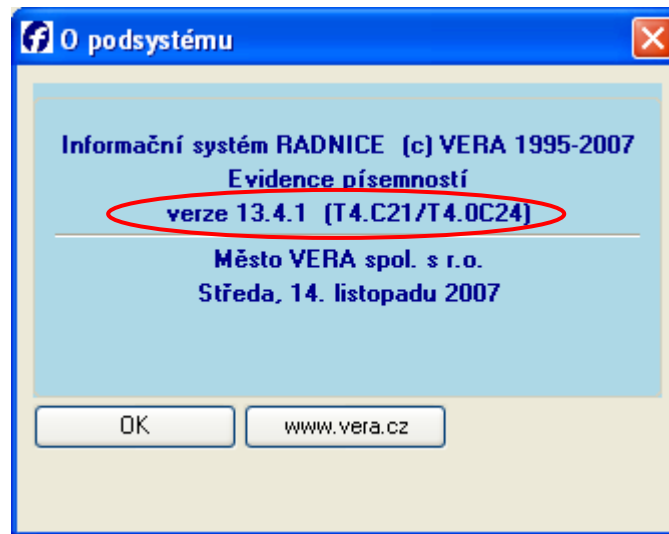 O podsystému
Informační systém RADNICE (c) VERA 1995-2007
Evidence písemností
verze 13.4.1 (T4.C21/T4.0C24)
Město VERA spol. s r.o.
Středa, 14. listopadu 2007
OK
www.vera.cz